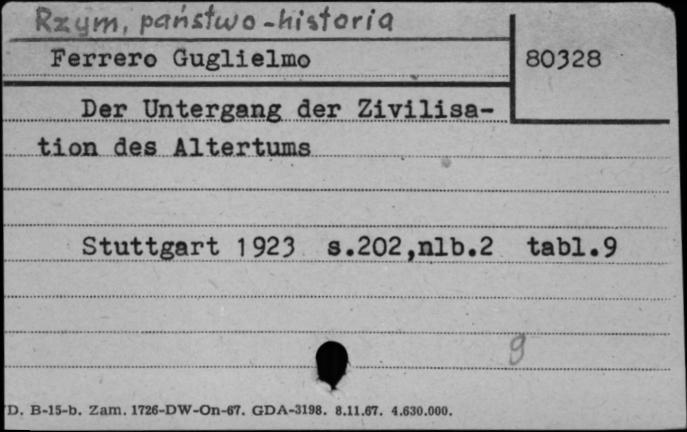 Rzym, państwo-historia
Ferrero Guglielmo
80328
Der Untergang der Zivilisa-
tion des Altertums
Stuttgart 1923 s.202,nlb.2 tabl.9
9
D. B-15-b. Zam. 1726-DW-On-67. GDA-3198. 8.11.67. 4.630.000.